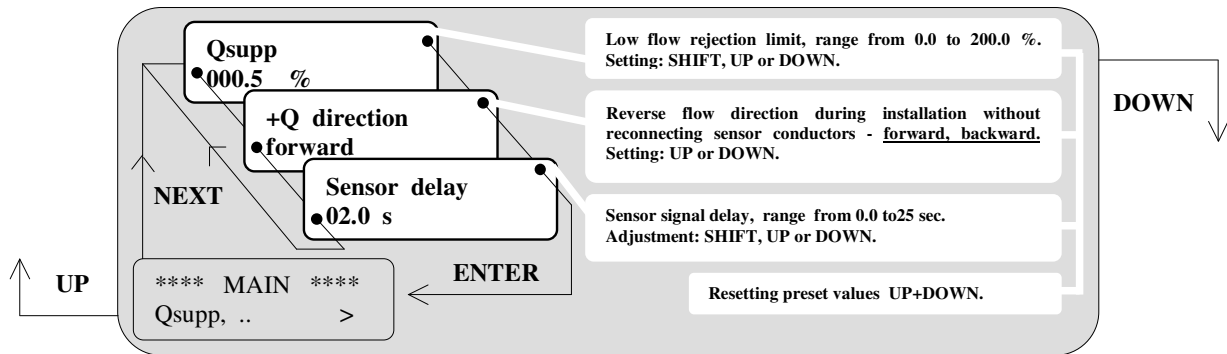 Qsupp
000.5 %
+Q direction
forward
Sensor delay
02.0 s
NEXT
UP
**** MAIN ****
Qsupp, .. >
ENTER
Low flow rejection limit, range from 0.0 to 200.0 %.
Setting: SHIFT, UP or DOWN.
Reverse flow direction during installation without
reconnecting sensor conductors - forward, backward.
Setting: UP or DOWN.
Sensor signal delay, range from 0.0 to25 sec.
Adjustment: SHIFT, UP or DOWN.
Resetting preset values UP+DOWN.
DOWN